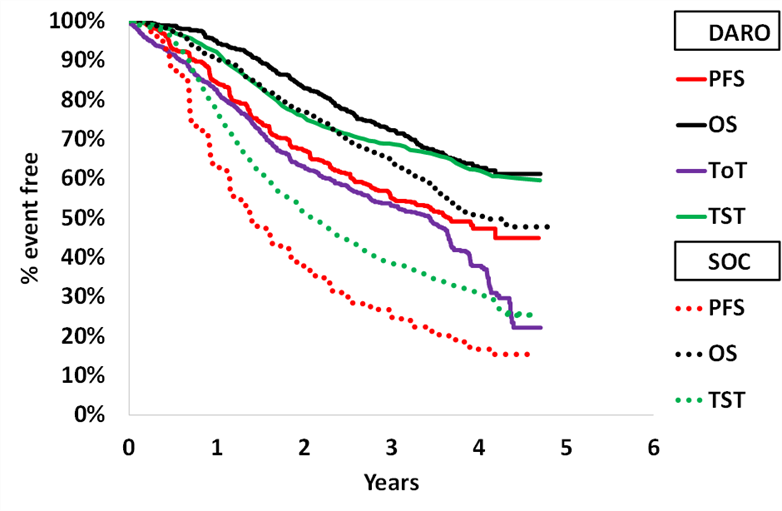 100%
90%
80%
70%
60%
50%
40%
30%
20%
10%
0%
% event free
0 1 2 3 4 5 6
Years
DARO
PFS
OS
ToT
TST
SOC
PFS
OS
TST